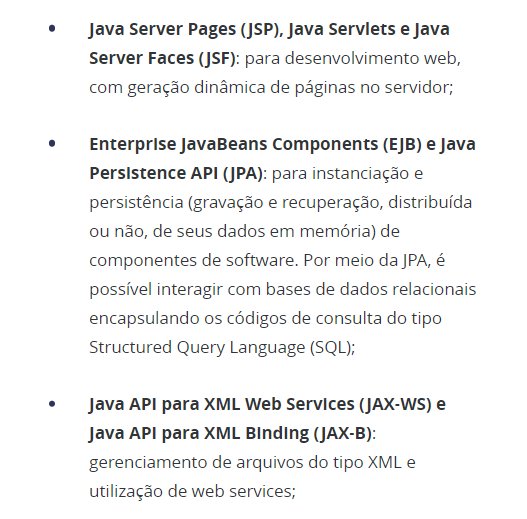 • Java Server Pages (JSP), Java Servlets e Java
Server Faces (JSF): para desenvolvimento web,
com geração dinâmica de páginas no servidor;
• Enterprise JavaBeans Components (EJB) e Java
Persistence API (JPA): para instanciação e
persistência (gravação e recuperação, distribuída
ou não, de seus dados em memória) de
componentes de software. Por meio da JPA, é
possível interagir com bases de dados relacionais
encapsulando os códigos de consulta do tipo
Structured Query Language (SQL);
• Java API para XML Web Services (JAX-WS) e
Java API para XML Binding (JAX-B):
gerenciamento de arquivos do tipo XML e
utilização de web services;